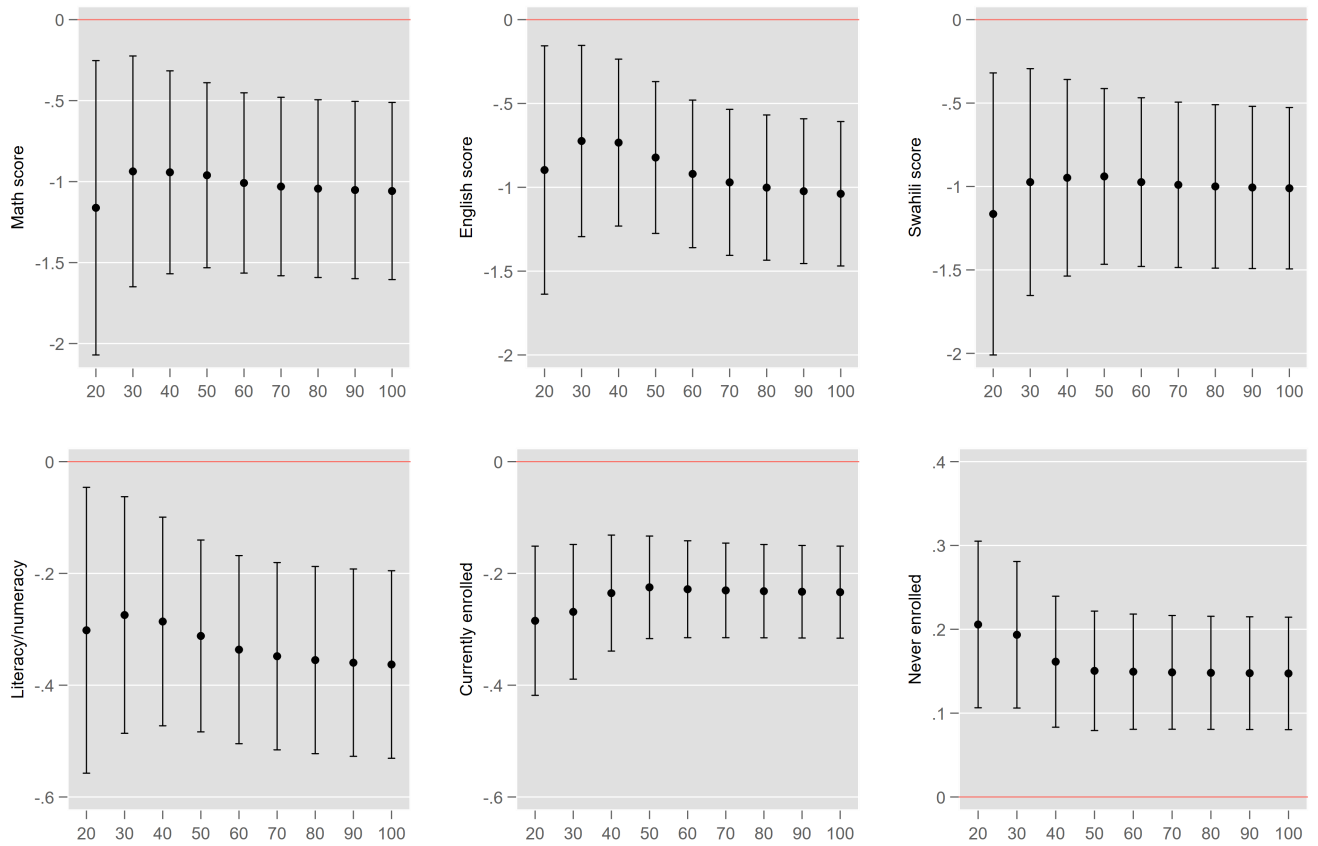 0
-.5
-1
-1.5
-2
Math score
20 30 40 50 60 70 80 90 100
0
-.5
-1
-1.5
-2
English score
20 30 40 50 60 70 80 90 100
0
-.5
-1
-1.5
-2
Swahili score
20 30 40 50 60 70 80 90 100
0
-.2
-.4
-.6
Literacy/numeracy
20 30 40 50 60 70 80 90 100
0
-.2
-.4
-.6
Currently enrolled
20 30 40 50 60 70 80 90 100
.4
.3
.2
.1
0
Never enrolled
20 30 40 50 60 70 80 90 100